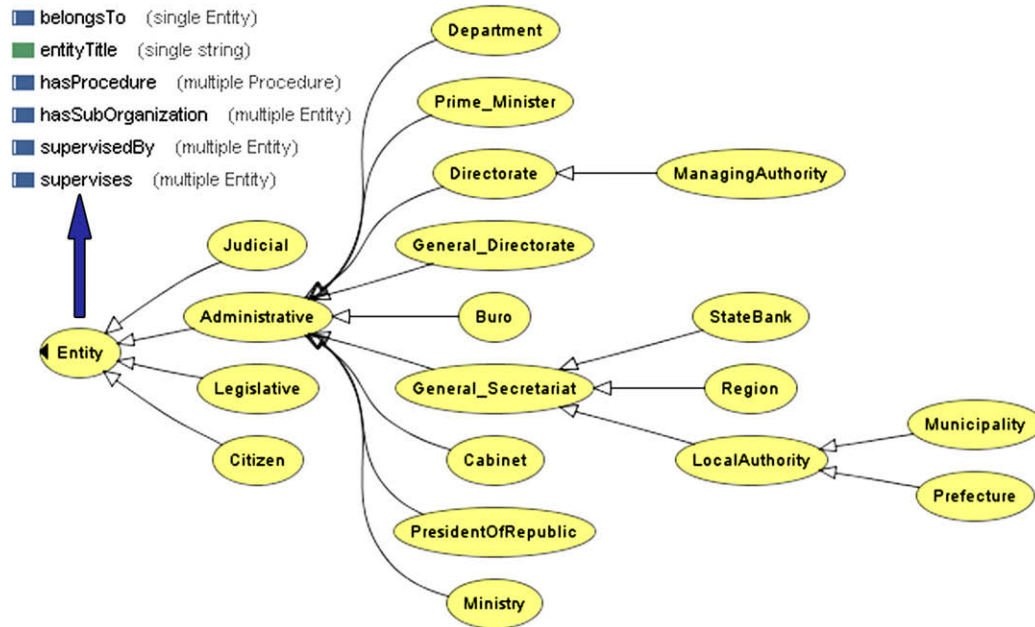 belongsTo (single Entity)
entityTitle (single string)
hasProcedure (multiple Procedure)
hasSubOrganization (multiple Entity)
supervisedBy (multiple Entity)
supervises (multiple Entity)
Department
Prime_Minister
Directorate
ManagingAuthority
Judicial
General_Directorate
Administrative
Buro
StateBank
Entity
Legislative
General_Secretariat
Region
Municipality
Citizen
Cabinet
LocalAuthority
Prefecture
PresidentOfRepublic
Ministry